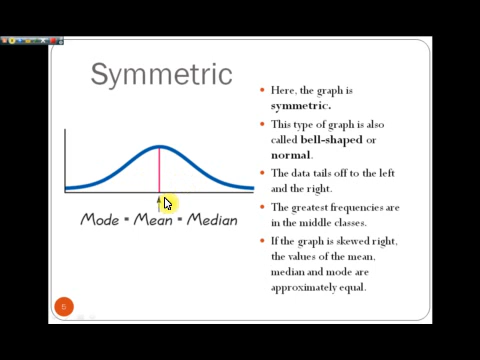 Symmetric
Here, the graph is
symmetric.
This type of graph is also
called bell-shaped or
normal.
The data tails off to the left
and the right.
The greatest frequencies are
in the middle classes.
If the graph is skewed right,
the values of the mean,
median and mode are
approximately equal.
Mode = Mean = Median